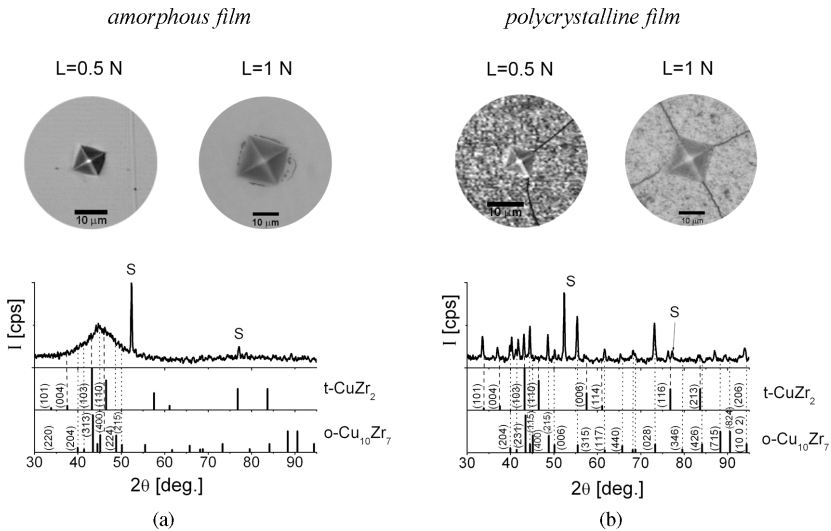 amorphous film
L=0.5 N
L=1 N
10 μm
10 μm
S
S
I [cps]
(101)
(004)
(103)
(110)
t-CuZr2
(220)
(204)
(313)
(400)
(224)
(215)
o-Cu10Zr7
30 40 50 60 70 80 90
2θ [deg.]
(a)
polycrystalline film
L=0.5 N
L=1 N
10 μm
10 μm
S
S
I [cps]
(101)
(004)
(103)
(110)
(006)
(114)
(116)
(213)
(206)
t-CuZr2
(204)
(231)
(400)
(215)
(006)
(315)
(117)
(440)
(028)
(346)
(426)
(715)
(824)
(10 0 2)
o-Cu10Zr7
30 40 50 60 70 80 90
2θ [deg.]
(b)